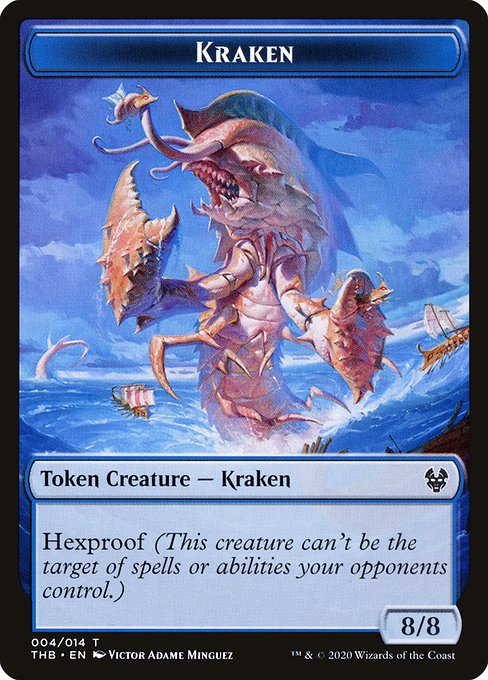 Kraken
Token Creature — Kraken
Hexproof (This creature can't be the
target of spells or abilities your opponents
control.)
8/8
004/014 T
THB • EN Victor Adame Minguez
™ & © 2020 Wizards of the Coast